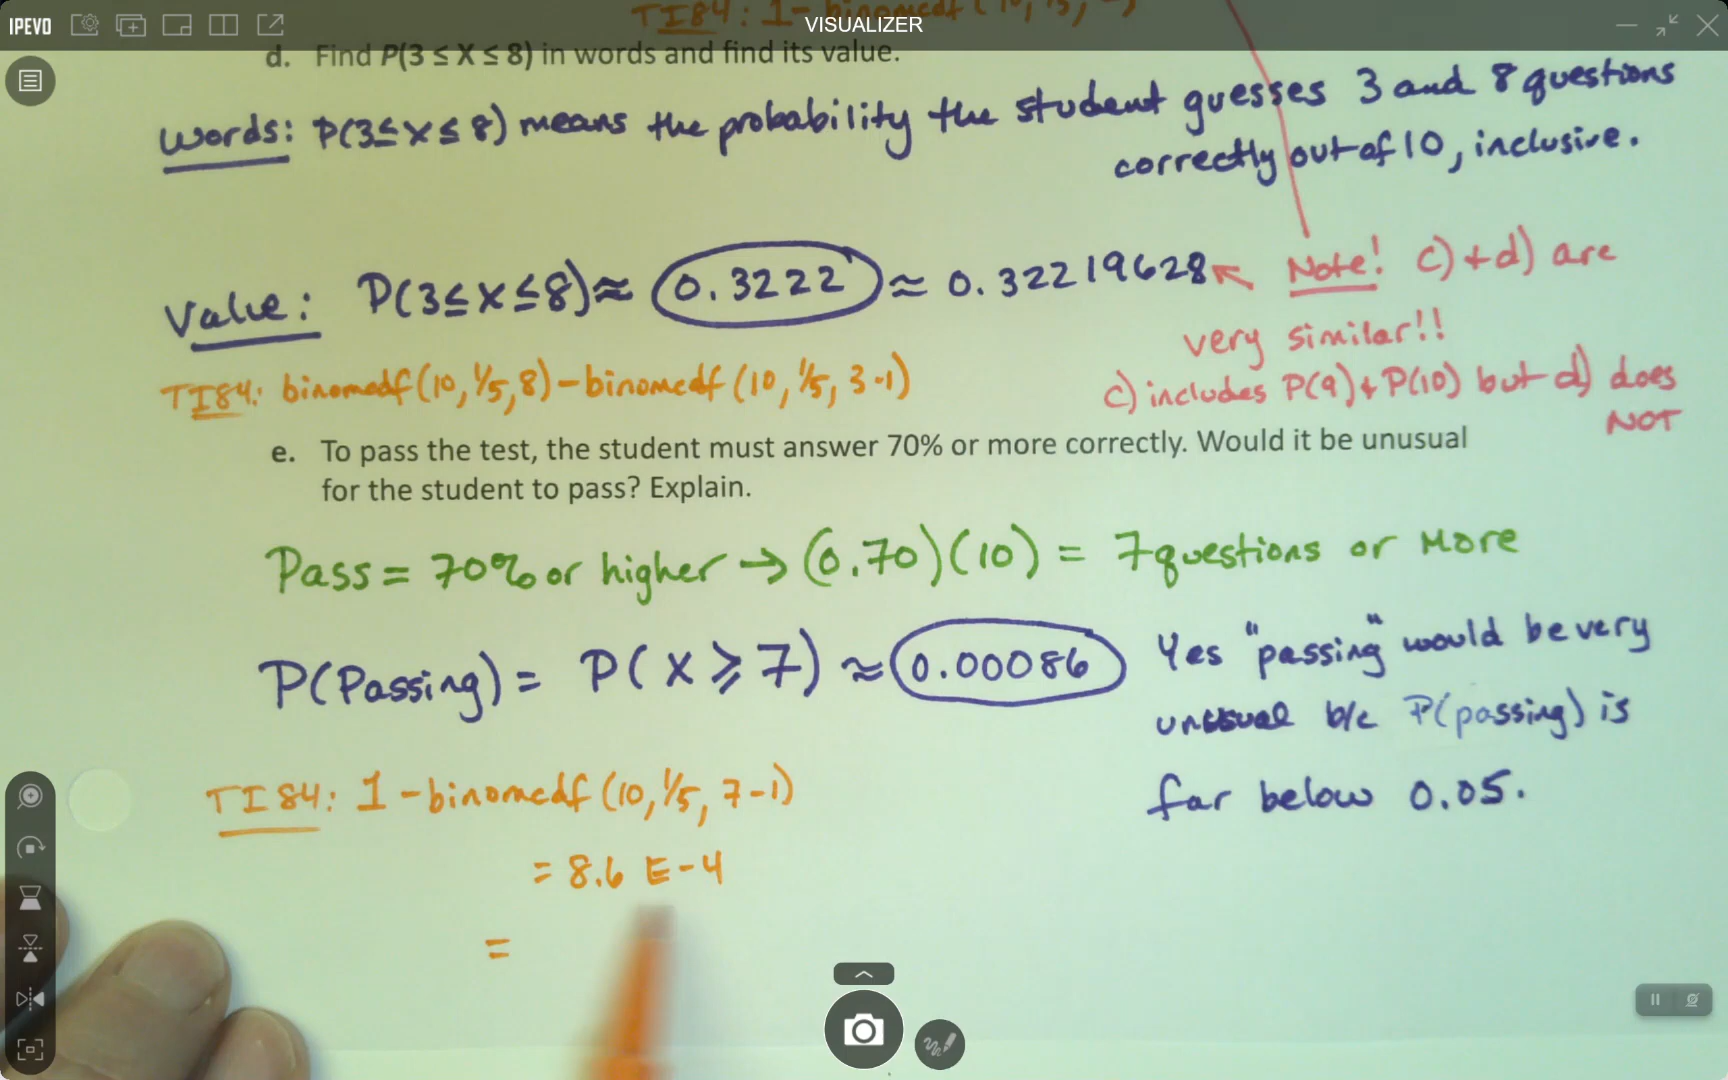 TI84: 1-binomcdf(10,
IPEVO
VISUALIZER
d. Find P(3 ≤ X ≤ 8) in words and find its value.
Words: P(3≤x≤8) means the probability the student guesses 3 and 8 questions
correctly out of 10, inclusive.
Value: P(3≤x≤8)≈ 0.3222 ≈ 0.32219628
Note! c) + d) are
very similar!!
c) includes P(9) + P(10) but d) does
NOT
TI84: binomcdf(10, 1/5, 8) - binomcdf(10, 1/5, 3-1)
e. To pass the test, the student must answer 70% or more correctly. Would it be unusual
for the student to pass? Explain.
Pass = 70% or higher → (0.70)(10) = 7 questions or more
P(Passing) = P(x ≥ 7) ≈ 0.00086
Yes "passing" would be very
unusual b/c P(passing) is
far below 0.05.
TI84: 1-binomcdf(10, 1/5, 7-1)
= 8.6 E-4
=